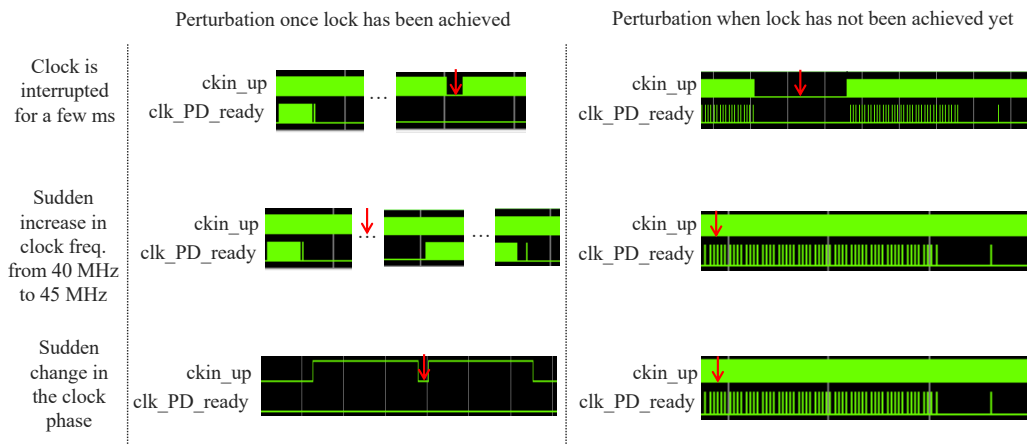 Perturbation once lock has been achieved
Perturbation when lock has not been achieved yet
Clock is
interrupted
for a few ms
ckin_up
clk_PD_ready
...
ckin_up
clk_PD_ready
Sudden
increase in
clock freq.
from 40 MHz
to 45 MHz
ckin_up
clk_PD_ready
...
...
ckin_up
clk_PD_ready
Sudden
change in
the clock
phase
ckin_up
clk_PD_ready
ckin_up
clk_PD_ready